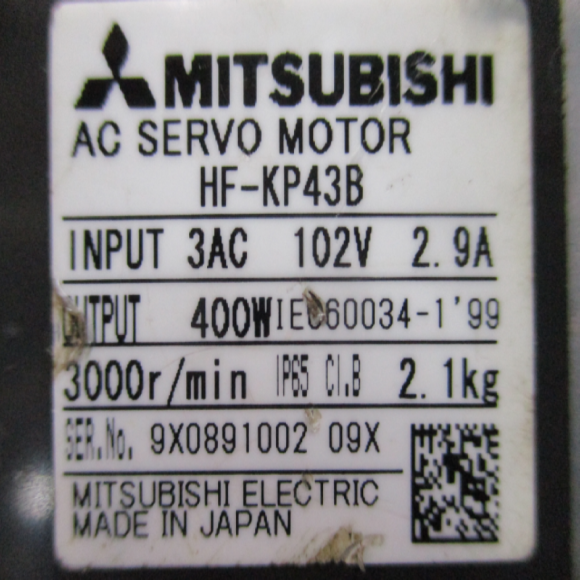 MITSUBISHI
AC SERVO MOTOR
HF-KP43B
INPUT 3AC 102V 2.9A
OUTPUT 400W IEC60034-1'99
3000r/min IP65 CI.B 2.1kg
SER.No. 9X0891002 09X
MITSUBISHI ELECTRIC
MADE IN JAPAN